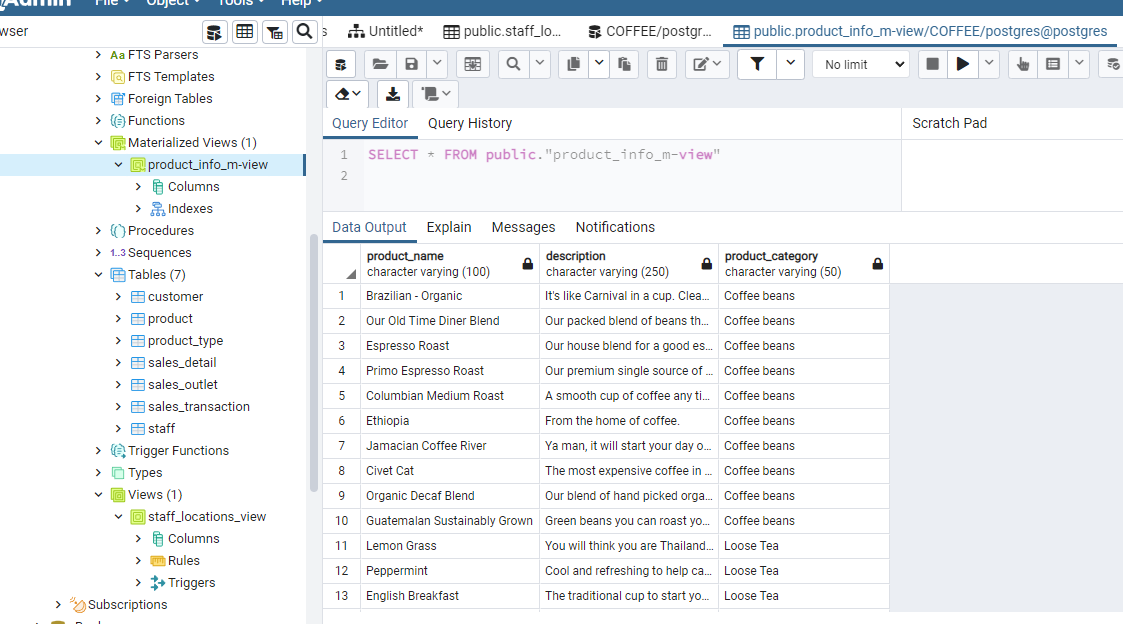 Admin File Object Tools Help
wser
Untitled* public.staff_lo... COFFEE/postgr... public.product_info_m-view/COFFEE/postgres@postgres
No limit
FTS Parsers
FTS Templates
Foreign Tables
Functions
Materialized Views (1)
product_info_m-view
Columns
Indexes
Procedures
1..3 Sequences
Tables (7)
customer
product
product_type
sales_detail
sales_outlet
sales_transaction
staff
Trigger Functions
Types
Views (1)
staff_locations_view
Columns
Rules
Triggers
Subscriptions
Query Editor Query History Scratch Pad
1 SELECT * FROM public."product_info_m-view"
2
Data Output Explain Messages Notifications
product_name description product_category
character varying (100) character varying (250) character varying (50)
1 Brazilian - Organic It's like Carnival in a cup. Clea... Coffee beans
2 Our Old Time Diner Blend Our packed blend of beans th... Coffee beans
3 Espresso Roast Our house blend for a good es... Coffee beans
4 Primo Espresso Roast Our premium single source of ... Coffee beans
5 Columbian Medium Roast A smooth cup of coffee any ti... Coffee beans
6 Ethiopia From the home of coffee. Coffee beans
7 Jamacian Coffee River Ya man, it will start your day o... Coffee beans
8 Civet Cat The most expensive coffee in ... Coffee beans
9 Organic Decaf Blend Our blend of hand picked orga... Coffee beans
10 Guatemalan Sustainably Grown Green beans you can roast yo... Coffee beans
11 Lemon Grass You will think you are Thailand... Loose Tea
12 Peppermint Cool and refreshing to help ca... Loose Tea
13 English Breakfast The traditional cup to start yo... Loose Tea